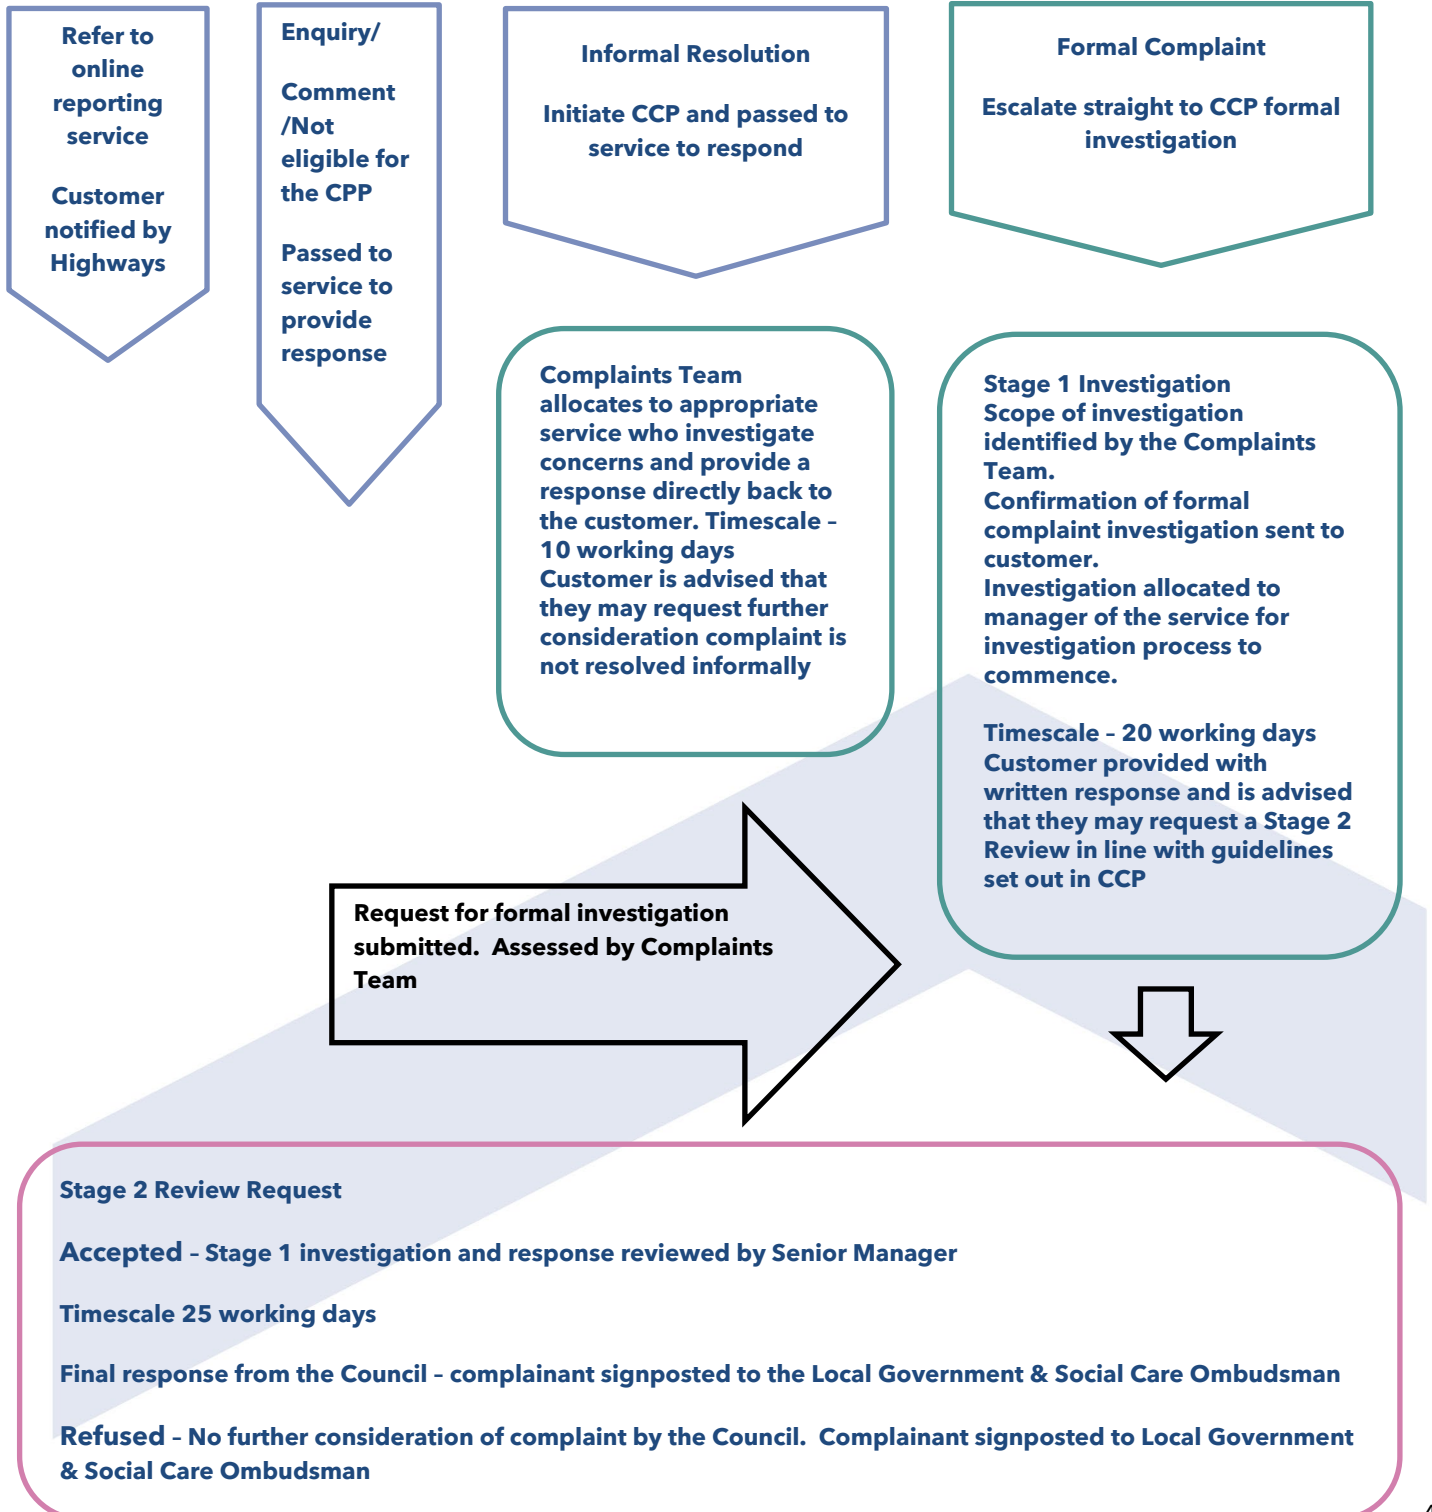 Refer to
online
reporting
service
Customer
notified by
Highways
Enquiry/
Comment
/Not
eligible for
the CPP
Passed to
service to
provide
response
Informal Resolution
Initiate CCP and passed to
service to respond
Formal Complaint
Escalate straight to CCP formal
investigation
Complaints Team
allocates to appropriate
service who investigate
concerns and provide a
response directly back to
the customer. Timescale –
10 working days
Customer is advised that
they may request further
consideration complaint is
not resolved informally
Stage 1 Investigation
Scope of investigation
identified by the Complaints
Team.
Confirmation of formal
complaint investigation sent to
customer.
Investigation allocated to
manager of the service for
investigation process to
commence.
Timescale – 20 working days
Customer provided with
written response and is advised
that they may request a Stage 2
Review in line with guidelines
set out in CCP
Request for formal investigation
submitted.  Assessed by Complaints
Team
Stage 2 Review Request
Accepted – Stage 1 investigation and response reviewed by Senior Manager
Timescale 25 working days
Final response from the Council – complainant signposted to the Local Government & Social Care Ombudsman
Refused – No further consideration of complaint by the Council.  Complainant signposted to Local Government
& Social Care Ombudsman